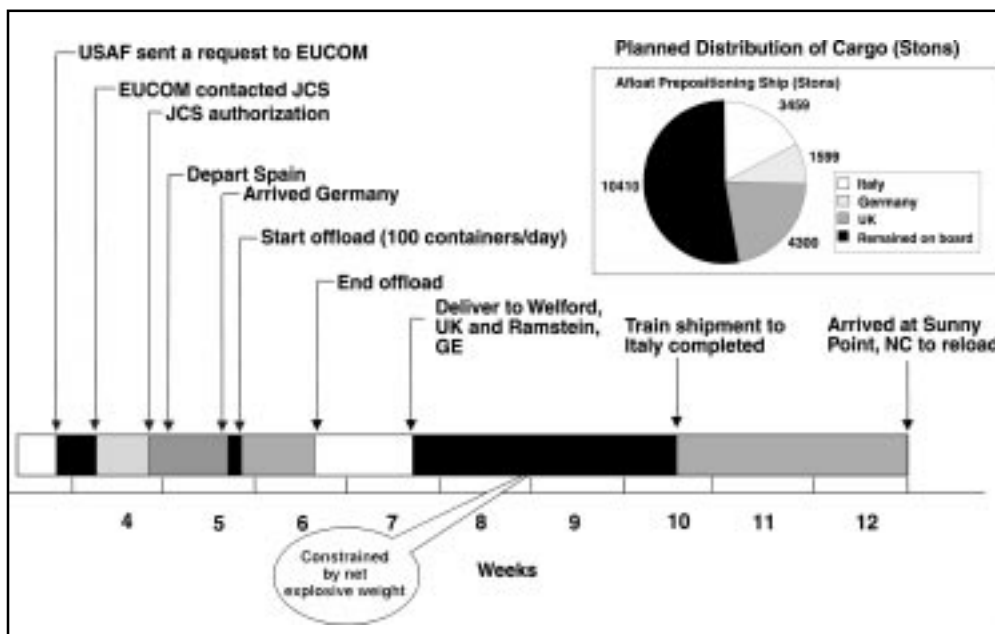 USAF sent a request to EUCOM
EUCOM contacted JCS
JCS authorization
Depart Spain
Arrived Germany
Start offload (100 containers/day)
End offload
Deliver to Welford,
UK and Ramstein,
GE
Train shipment to
Italy completed
Arrived at Sunny
Point, NC to reload
Planned Distribution of Cargo (Stons)
Afloat Prepositioning Ship (Stons)
3459
1599
10410
4300
Italy
Germany
UK
Remained on board
4
5
6
7
8
9
10
11
12
Constrained
by net
explosive weight
Weeks